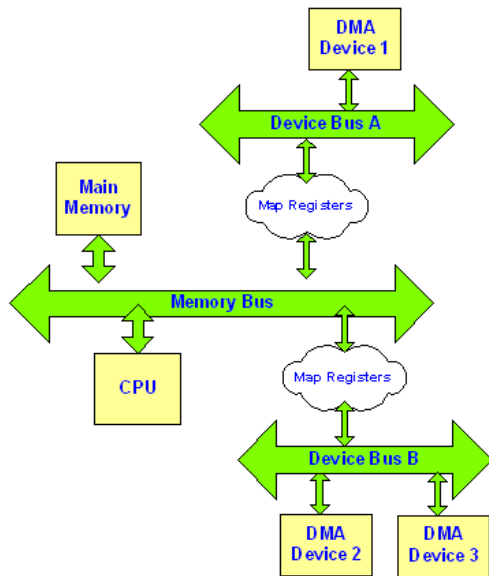 DMA
Device 1
Device Bus A
Main
Memory
Map Registers
Memory Bus
CPU
Map Registers
Device Bus B
DMA
Device 2
DMA
Device 3